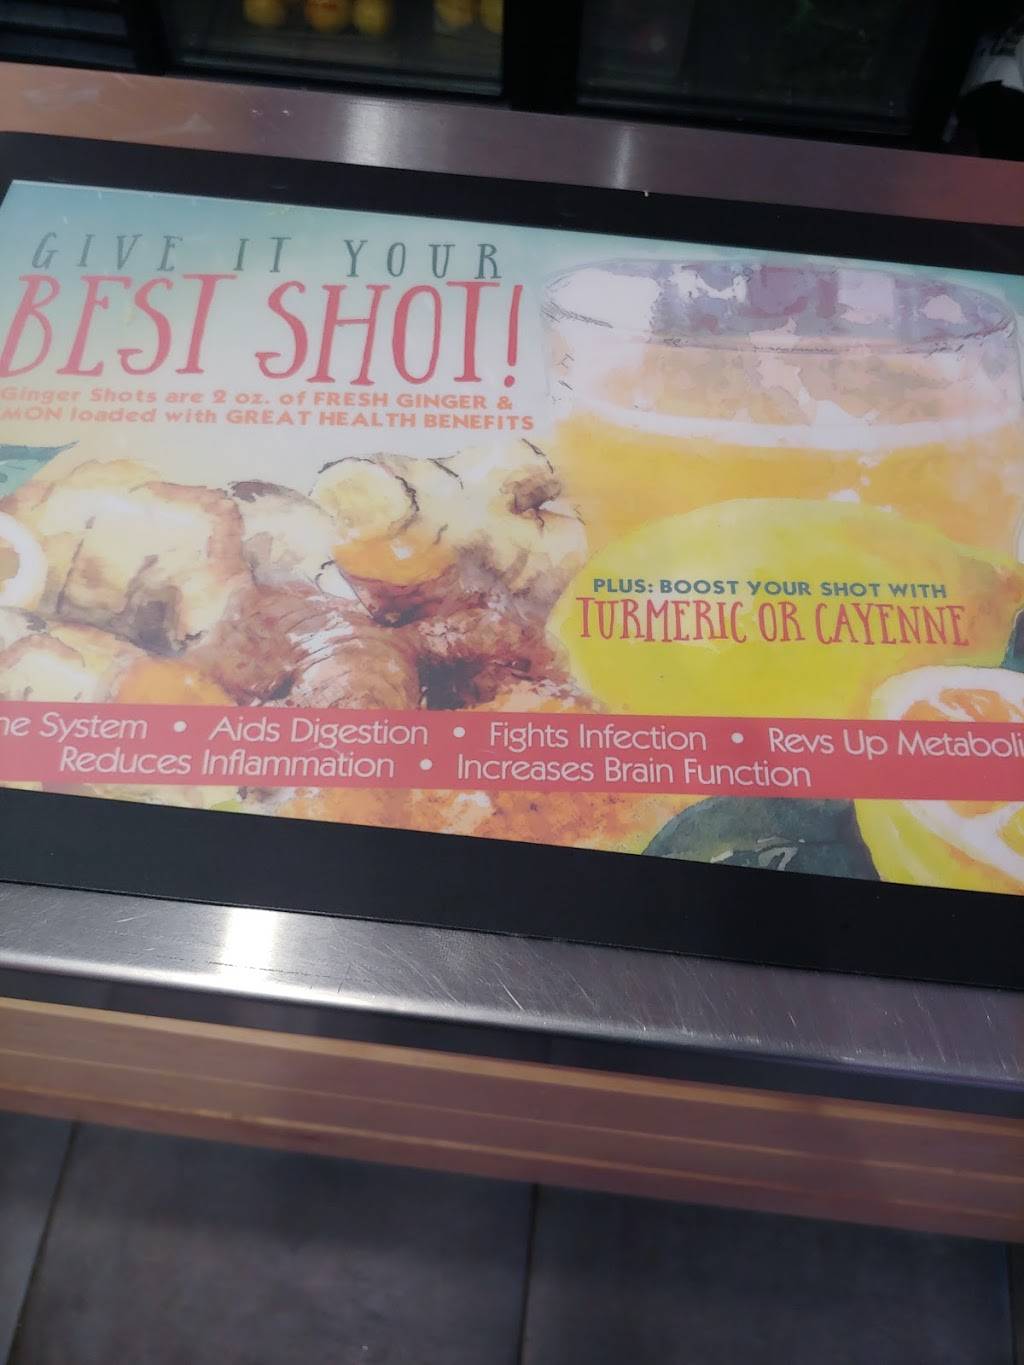 GIVE IT YOUR
BEST SHOT!
Ginger Shots are 2 oz. of FRESH GINGER &
MON loaded with GREAT HEALTH BENEFITS
PLUS: BOOST YOUR SHOT WITH
TURMERIC OR CAYENNE
ne System • Aids Digestion • Fights Infection • Revs Up Metaboli
Reduces Inflammation • Increases Brain Function